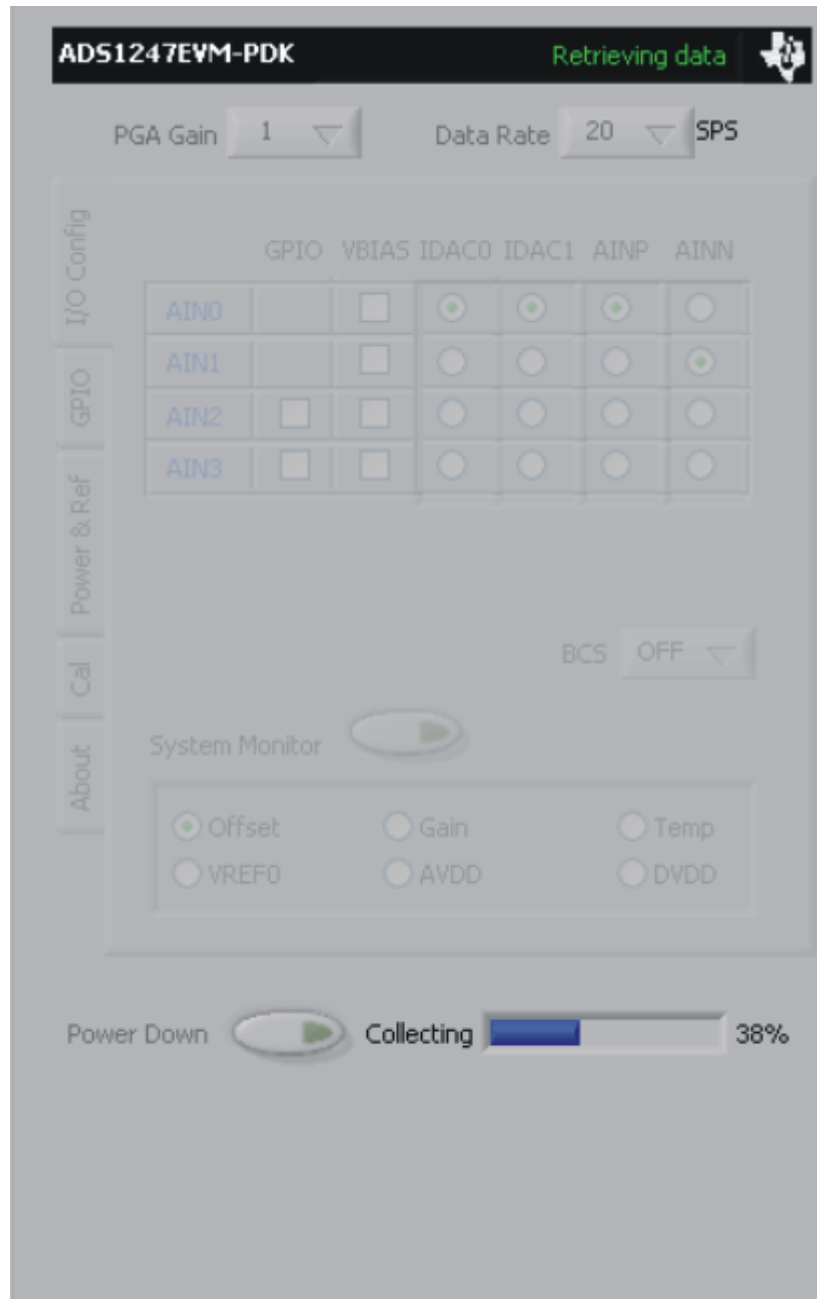 ADS1247EVM-PDK Retrieving data
PGA Gain 1 Data Rate 20 SPS
I/O Config
GPIO
Power & Ref
Cal
About
GPIO VBIAS IDAC0 IDAC1 AINP AINN
AIN0
AIN1
AIN2
AIN3
BCS OFF
System Monitor
Offset Gain Temp
VREF0 AVDD DVDD
Power Down Collecting 38%